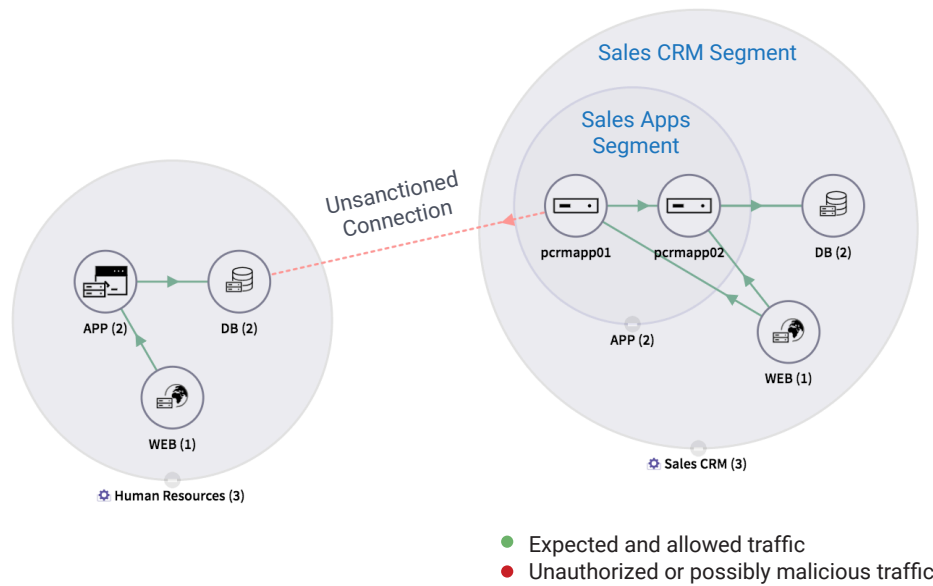 Sales CRM Segment
Sales Apps
Segment
Unsanctioned
Connection
pcrmapp01
pcrmapp02
DB (2)
APP (2)
DB (2)
APP (2)
WEB (1)
WEB (1)
Sales CRM (3)
Human Resources (3)
Expected and allowed traffic
Unauthorized or possibly malicious traffic